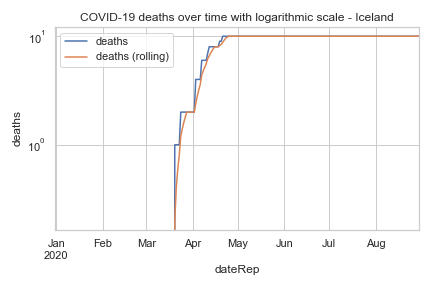 COVID-19 deaths over time with logarithmic scale - Iceland
deaths
deaths (rolling)
10¹
10⁰
deaths
Jan Feb Mar Apr May Jun Jul Aug
2020
dateRep